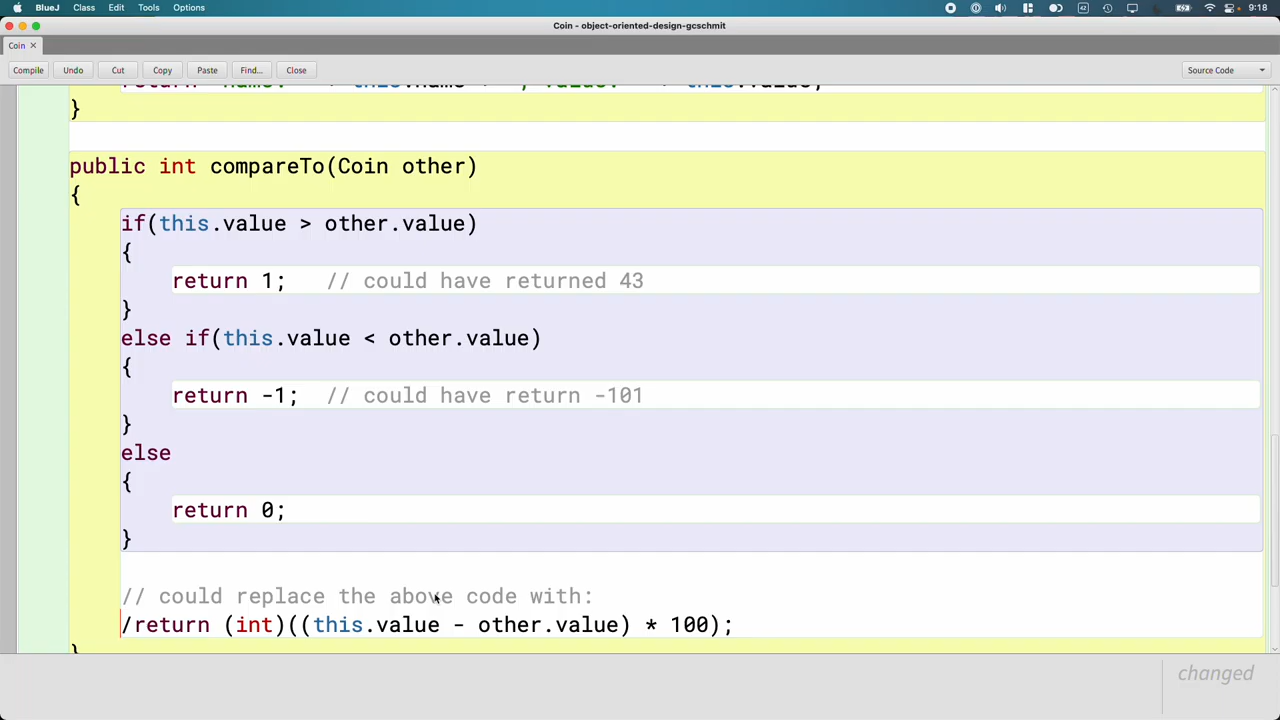 BlueJ Class Edit Tools Options 9:18
Coin - object-oriented-design-gcschmit
Coin ×
Compile Undo Cut Copy Paste Find... Close Source Code
}
public int compareTo(Coin other)
{
if(this.value > other.value)
{
return 1; // could have returned 43
}
else if(this.value < other.value)
{
return -1; // could have return -101
}
else
{
return 0;
}
// could replace the above code with:
/return (int)((this.value - other.value) * 100);
}
changed